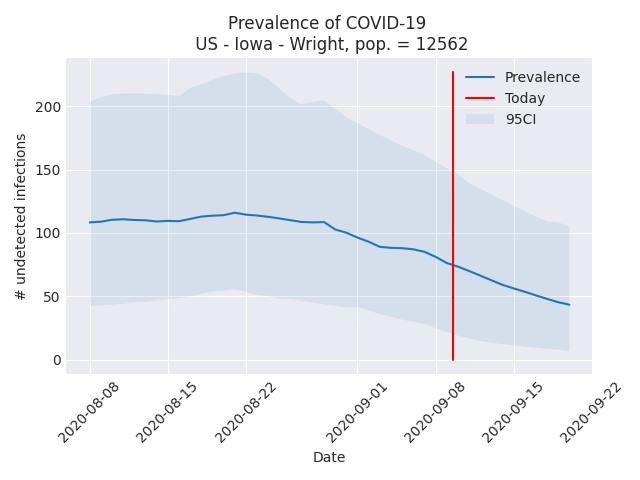 Prevalence of COVID-19
US - Iowa - Wright, pop. = 12562
Prevalence
Today
95CI
# undetected infections
200
150
100
50
0
2020-08-08
2020-08-15
2020-08-22
2020-09-01
2020-09-08
2020-09-15
2020-09-22
Date